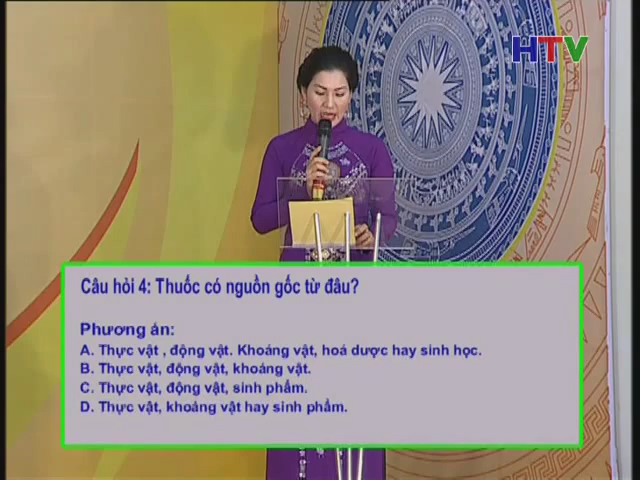 HTV
Câu hỏi 4: Thuốc có nguồn gốc từ đâu?
Phương án:
A. Thực vật , động vật. Khoáng vật, hoá dược hay sinh học.
B. Thực vật, động vật, khoáng vật.
C. Thực vật, động vật, sinh phẩm.
D. Thực vật, khoáng vật hay sinh phẩm.